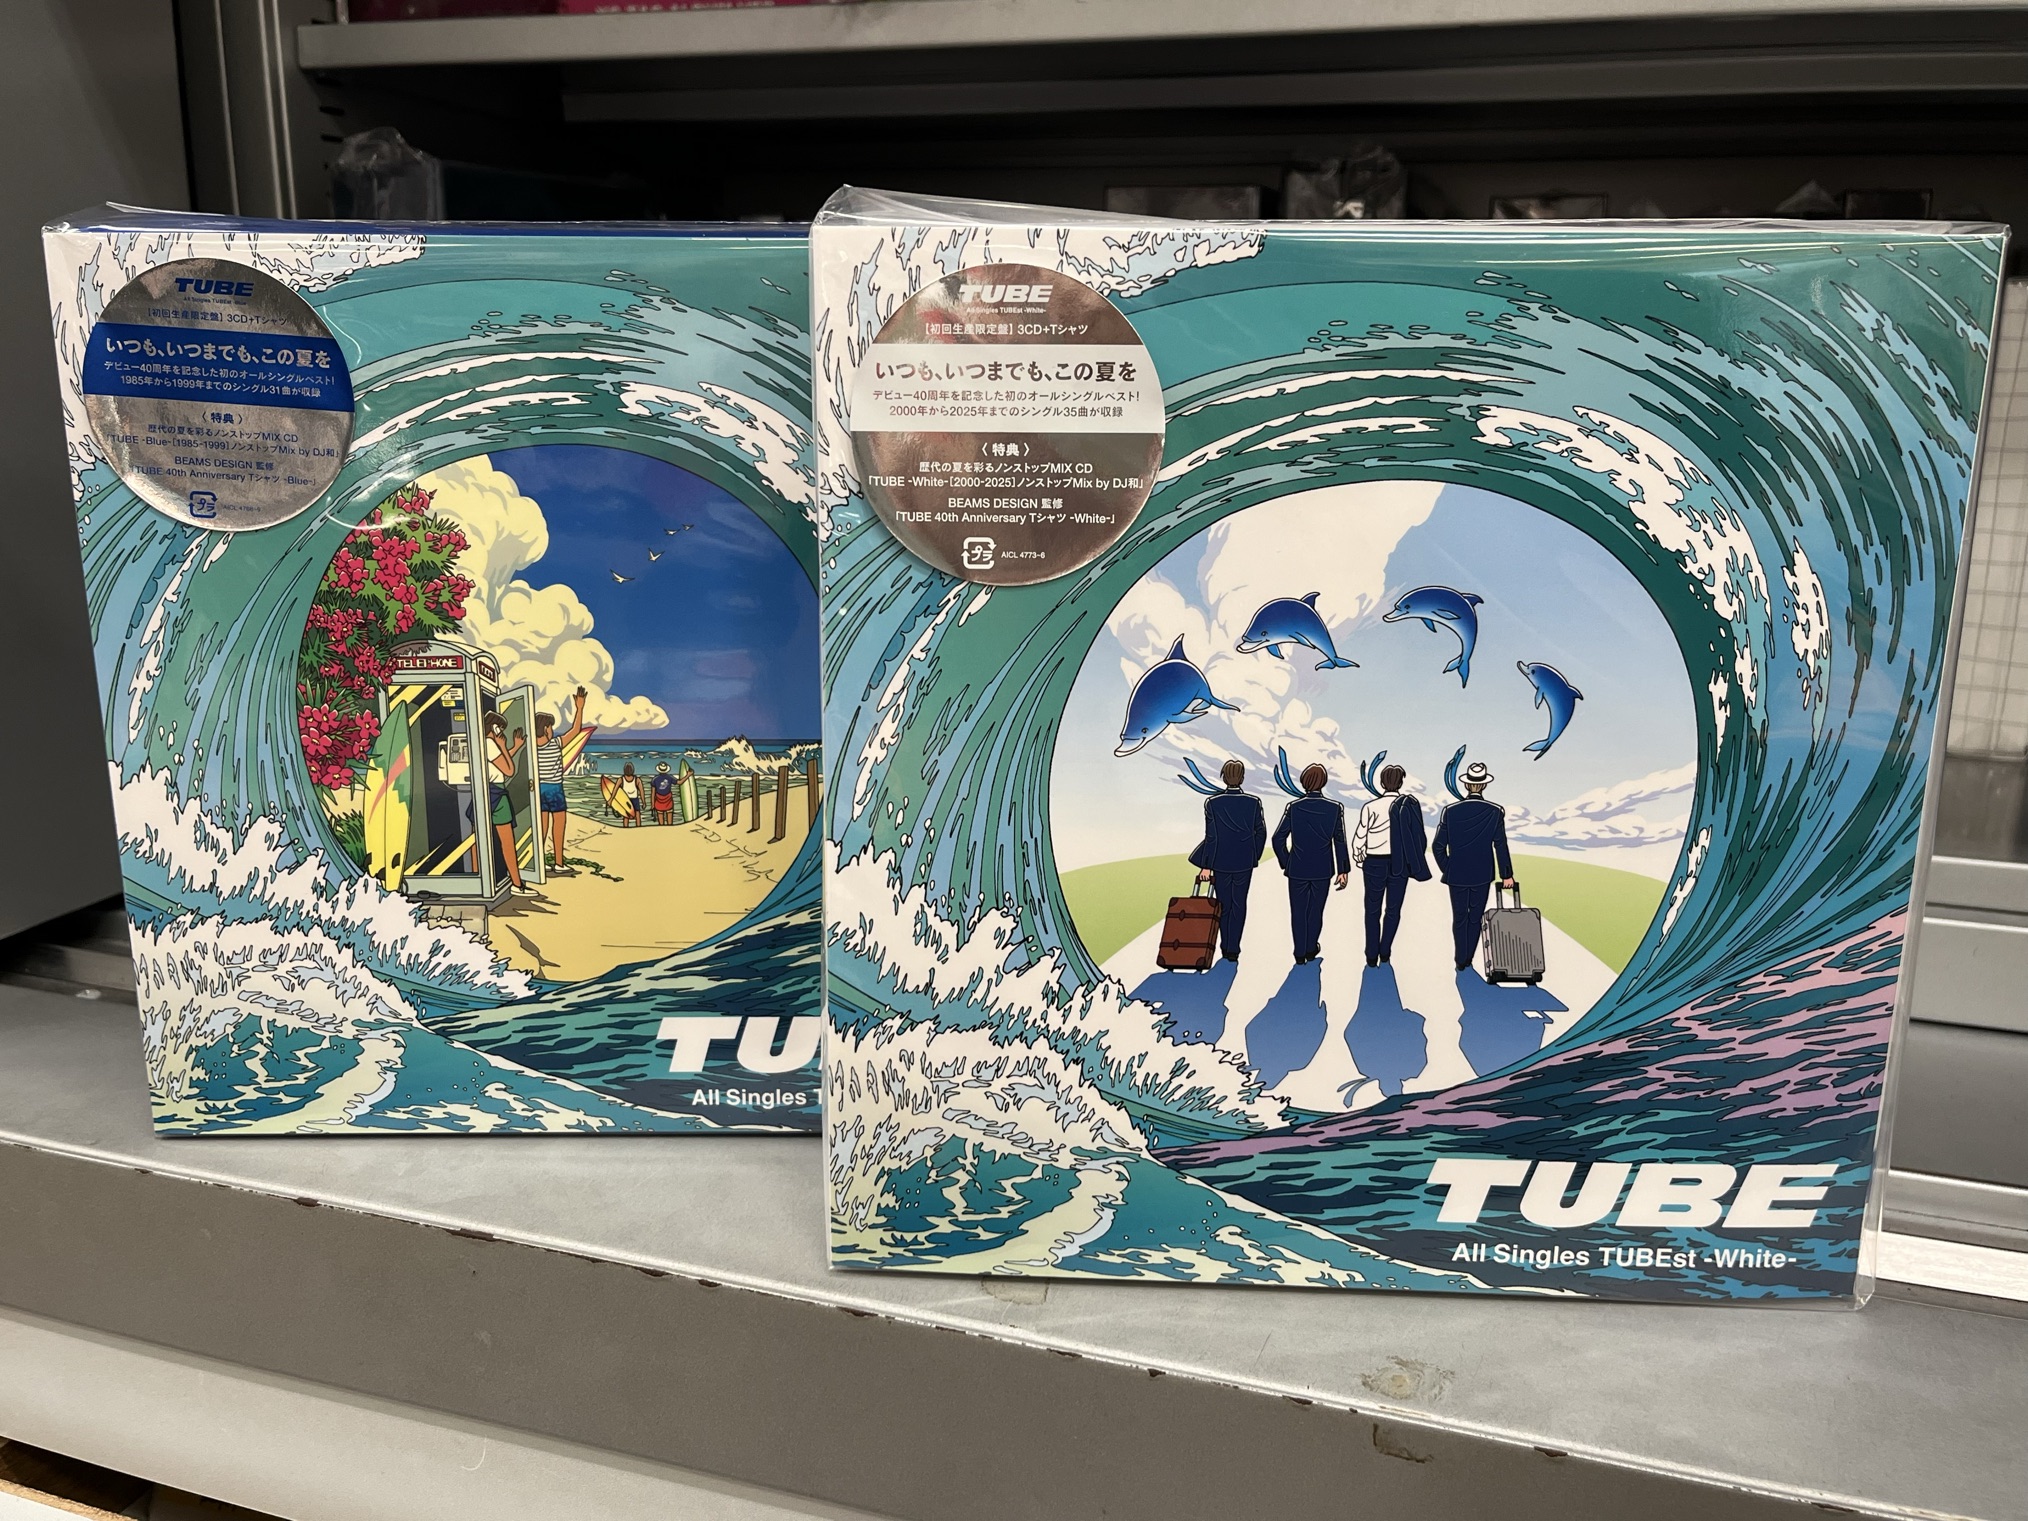 TUBE
All Singles TUBEst -Blue-
【初回生産限定盤】3CD+Tシャツ
いつも、いつまでも、この夏を
デビュー40周年を記念した初のオールシングルベスト!
1985年から1999年までのシングル31曲が収録
〈特典〉
歴代の夏を彩るノンストップMIX CD
「TUBE -Blue-[1985-1999]ノンストップMix by DJ和」
BEAMS DESIGN 監修
「TUBE 40th Anniversary Tシャツ -Blue-」
プラ
TELEPHONE
TU
All Singles T
TUBE
All Singles TUBEst -White-
【初回生産限定盤】3CD+Tシャツ
いつも、いつまでも、この夏を
デビュー40周年を記念した初のオールシングルベスト!
2000年から2025年までのシングル35曲が収録
〈特典〉
歴代の夏を彩るノンストップMIX CD
「TUBE -White-[2000-2025]ノンストップMix by DJ和」
BEAMS DESIGN 監修
「TUBE 40th Anniversary Tシャツ -White-」
プラ
AICL 4773~6
TUBE
All Singles TUBEst -White-